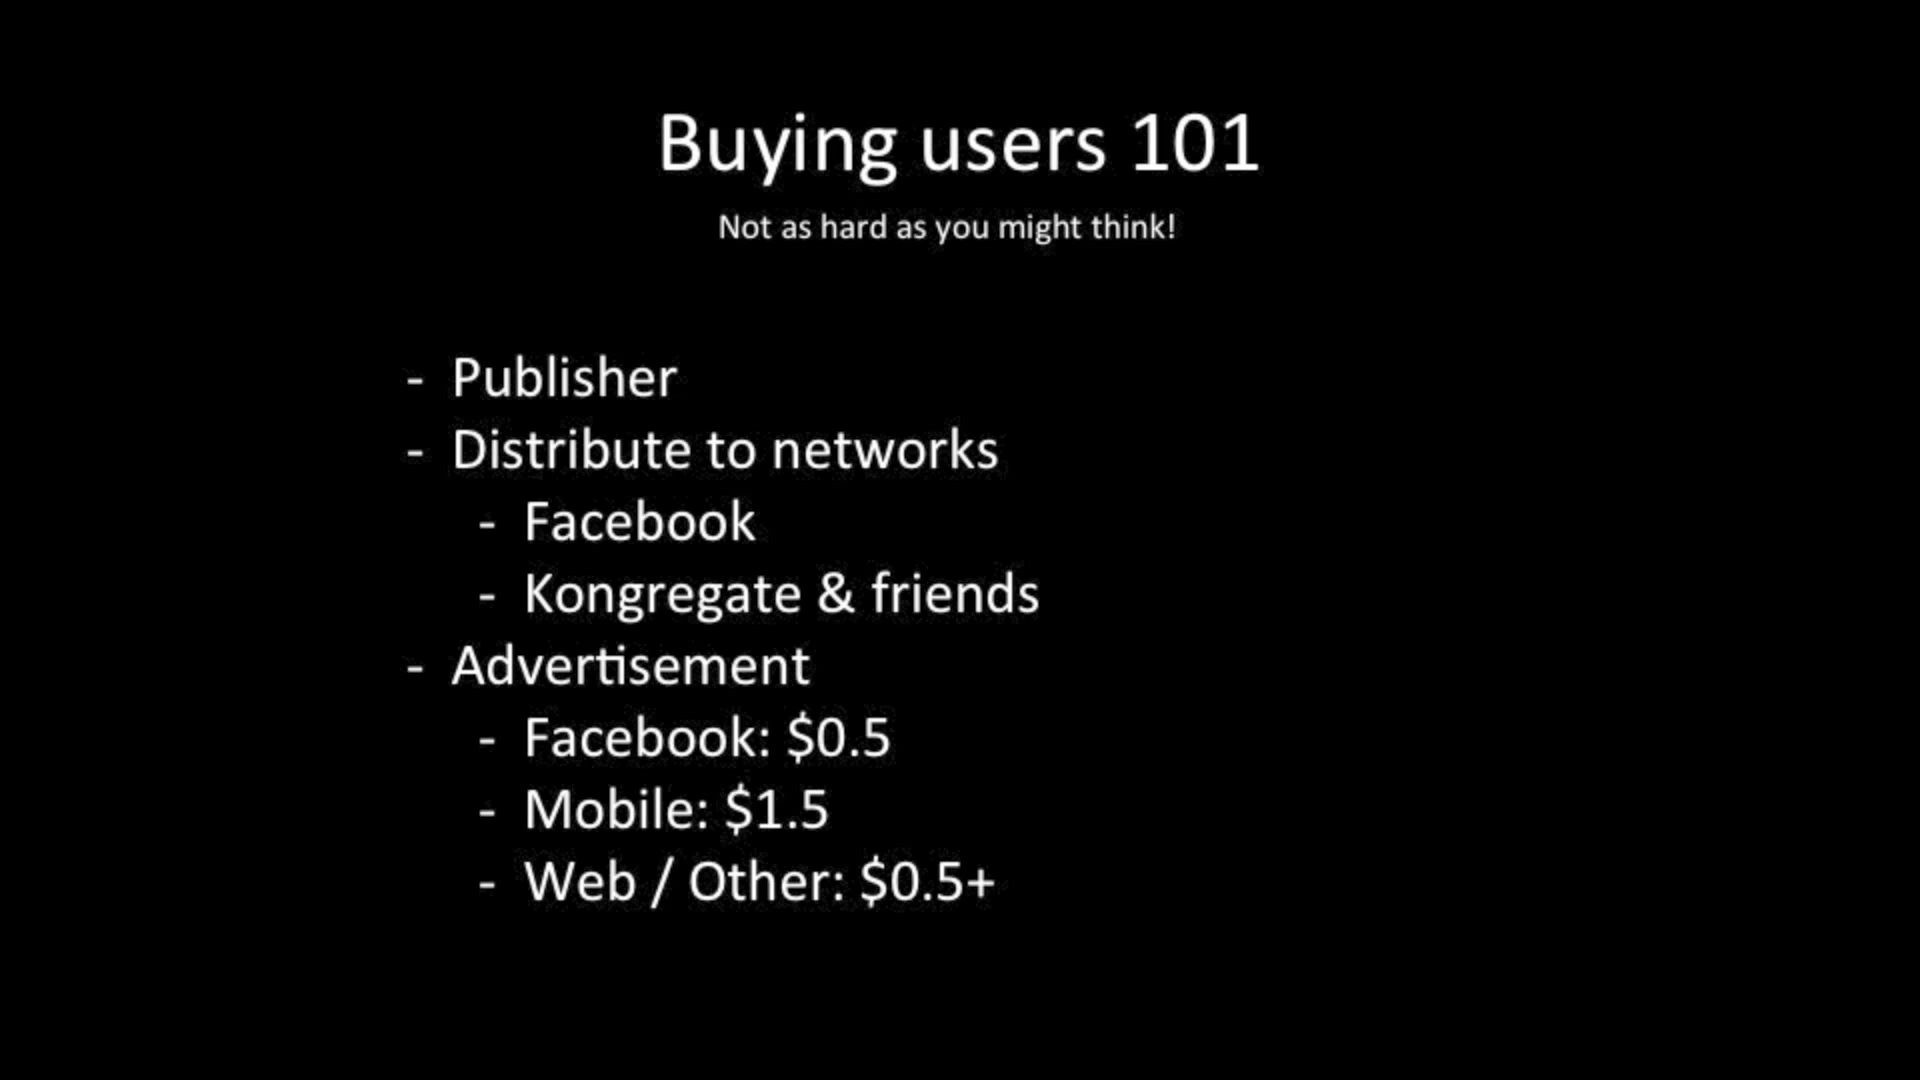 Buying users 101
Not as hard as you might think!
- Publisher
- Distribute to networks
- Facebook
- Kongregate & friends
- Advertisement
- Facebook: $0.5
- Mobile: $1.5
- Web / Other: $0.5+